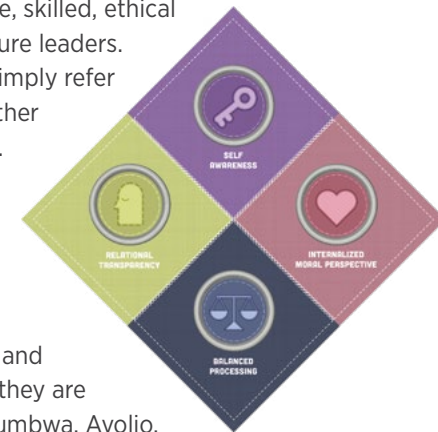 e, skilled, ethical
ure leaders.
imply refer
ther
.
SELF
AWARENESS
RELATIONAL
TRANSPARENCY
INTERNALIZED
MORAL PERSPECTIVE
BALANCED
PROCESSING
and
they are
umbwa, Avolio,